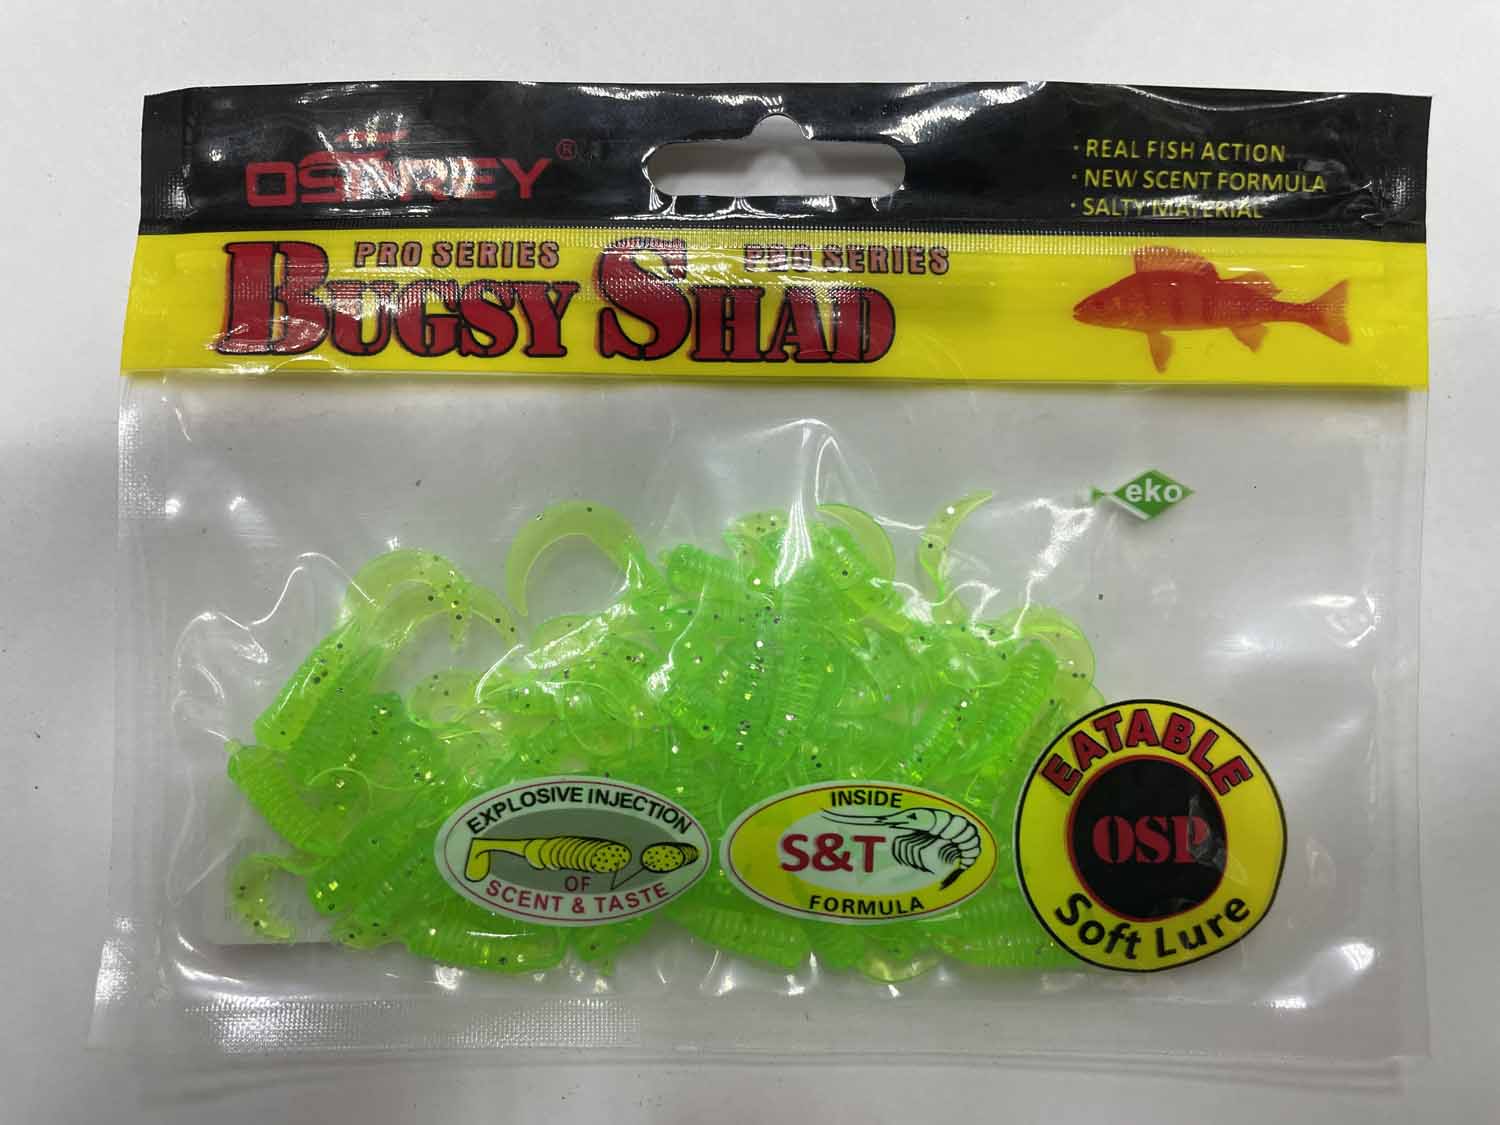 OSPREY®
· REAL FISH ACTION
· NEW SCENT FORMULA
· SALTY MATERIAL
PRO SERIES PRO SERIES
BUGSY SHAD
eko
EXPLOSIVE INJECTION
OF
SCENT & TASTE
INSIDE
S&T
FORMULA
EATABLE
OSP
Soft Lure